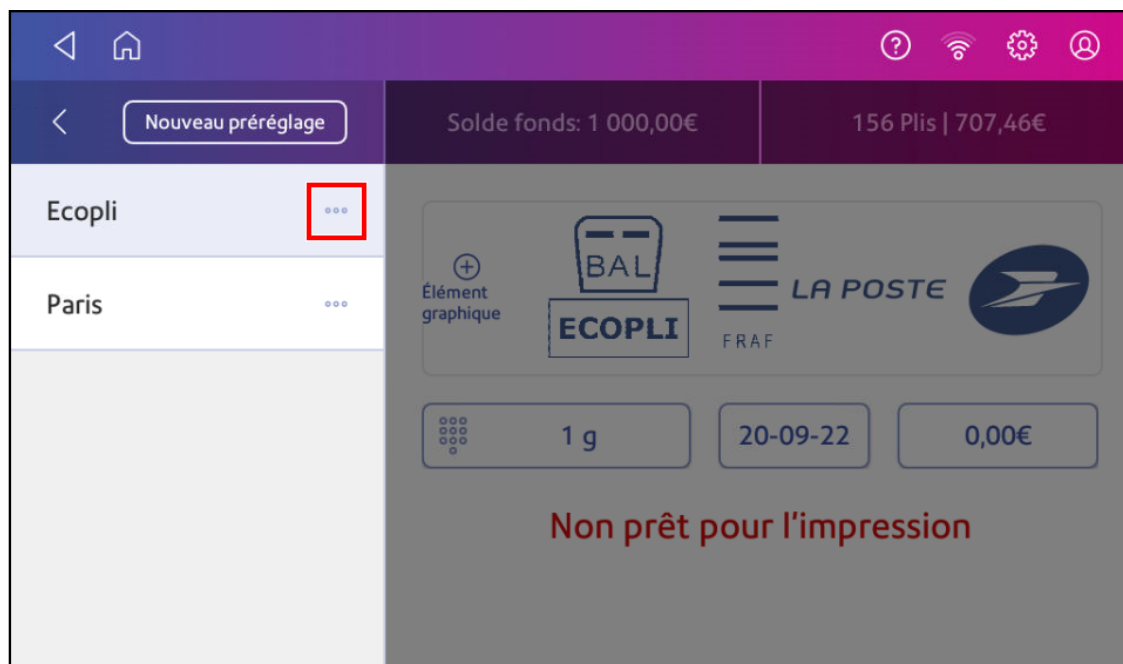 Nouveau préréglage
Solde fonds: 1 000,00€
156 Plis | 707,46€
Ecopli
Paris
Élément
graphique
BAL
ECOPLI
FRAF
LA POSTE
1 g
20-09-22
0,00€
Non prêt pour l'impression